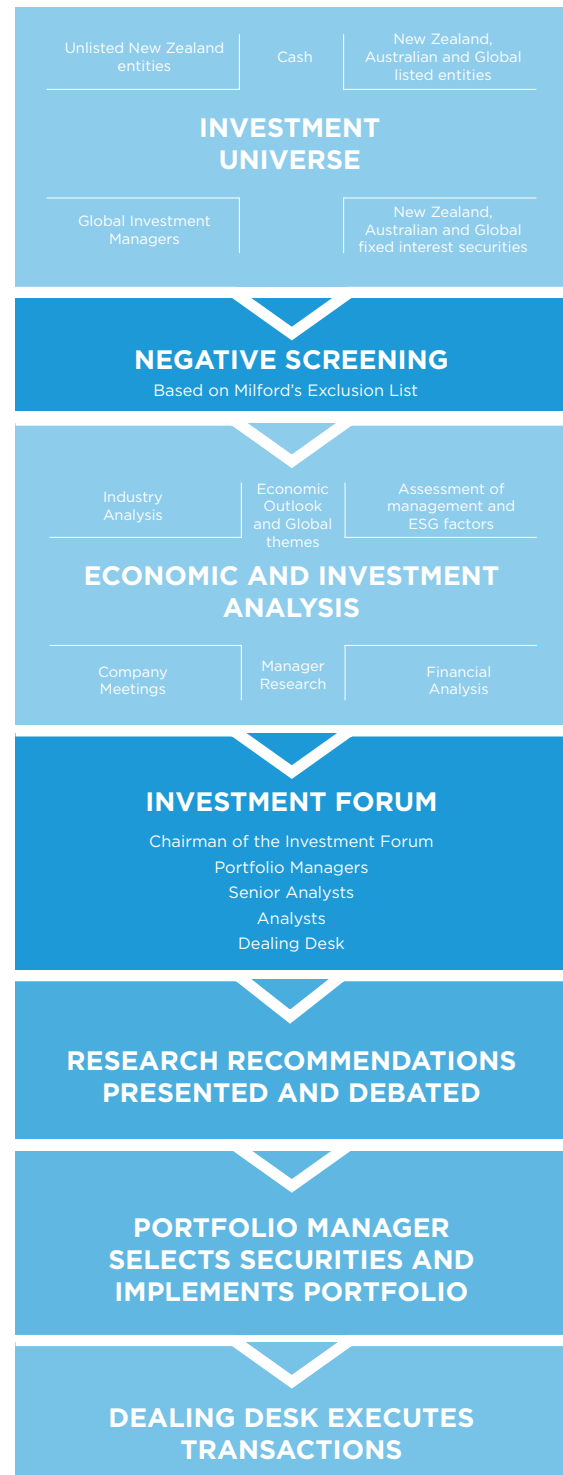 Unlisted New Zealand
entities
Cash
New Zealand,
Australian and Global
listed entities
INVESTMENT
UNIVERSE
Global Investment
Managers
New Zealand,
Australian and Global
fixed interest securities
NEGATIVE SCREENING
Based on Milford's Exclusion List
Industry
Analysis
Economic
Outlook
and Global
themes
Assessment of
management and
ESG factors
ECONOMIC AND INVESTMENT
ANALYSIS
Company
Meetings
Manager
Research
Financial
Analysis
INVESTMENT FORUM
Chairman of the Investment Forum
Portfolio Managers
Senior Analysts
Analysts
Dealing Desk
RESEARCH RECOMMENDATIONS
PRESENTED AND DEBATED
PORTFOLIO MANAGER
SELECTS SECURITIES AND
IMPLEMENTS PORTFOLIO
DEALING DESK EXECUTES
TRANSACTIONS